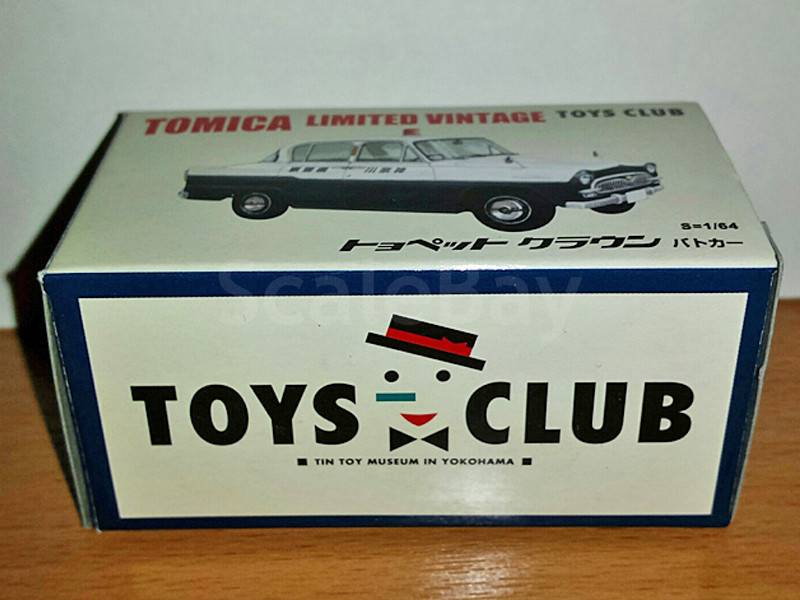 TOMICA LIMITED VINTAGE TOYS CLUB
S=1/64
トヨペット クラウン パトカー
ScaleBay
TOYS CLUB
TIN TOY MUSEUM IN YOKOHAMA